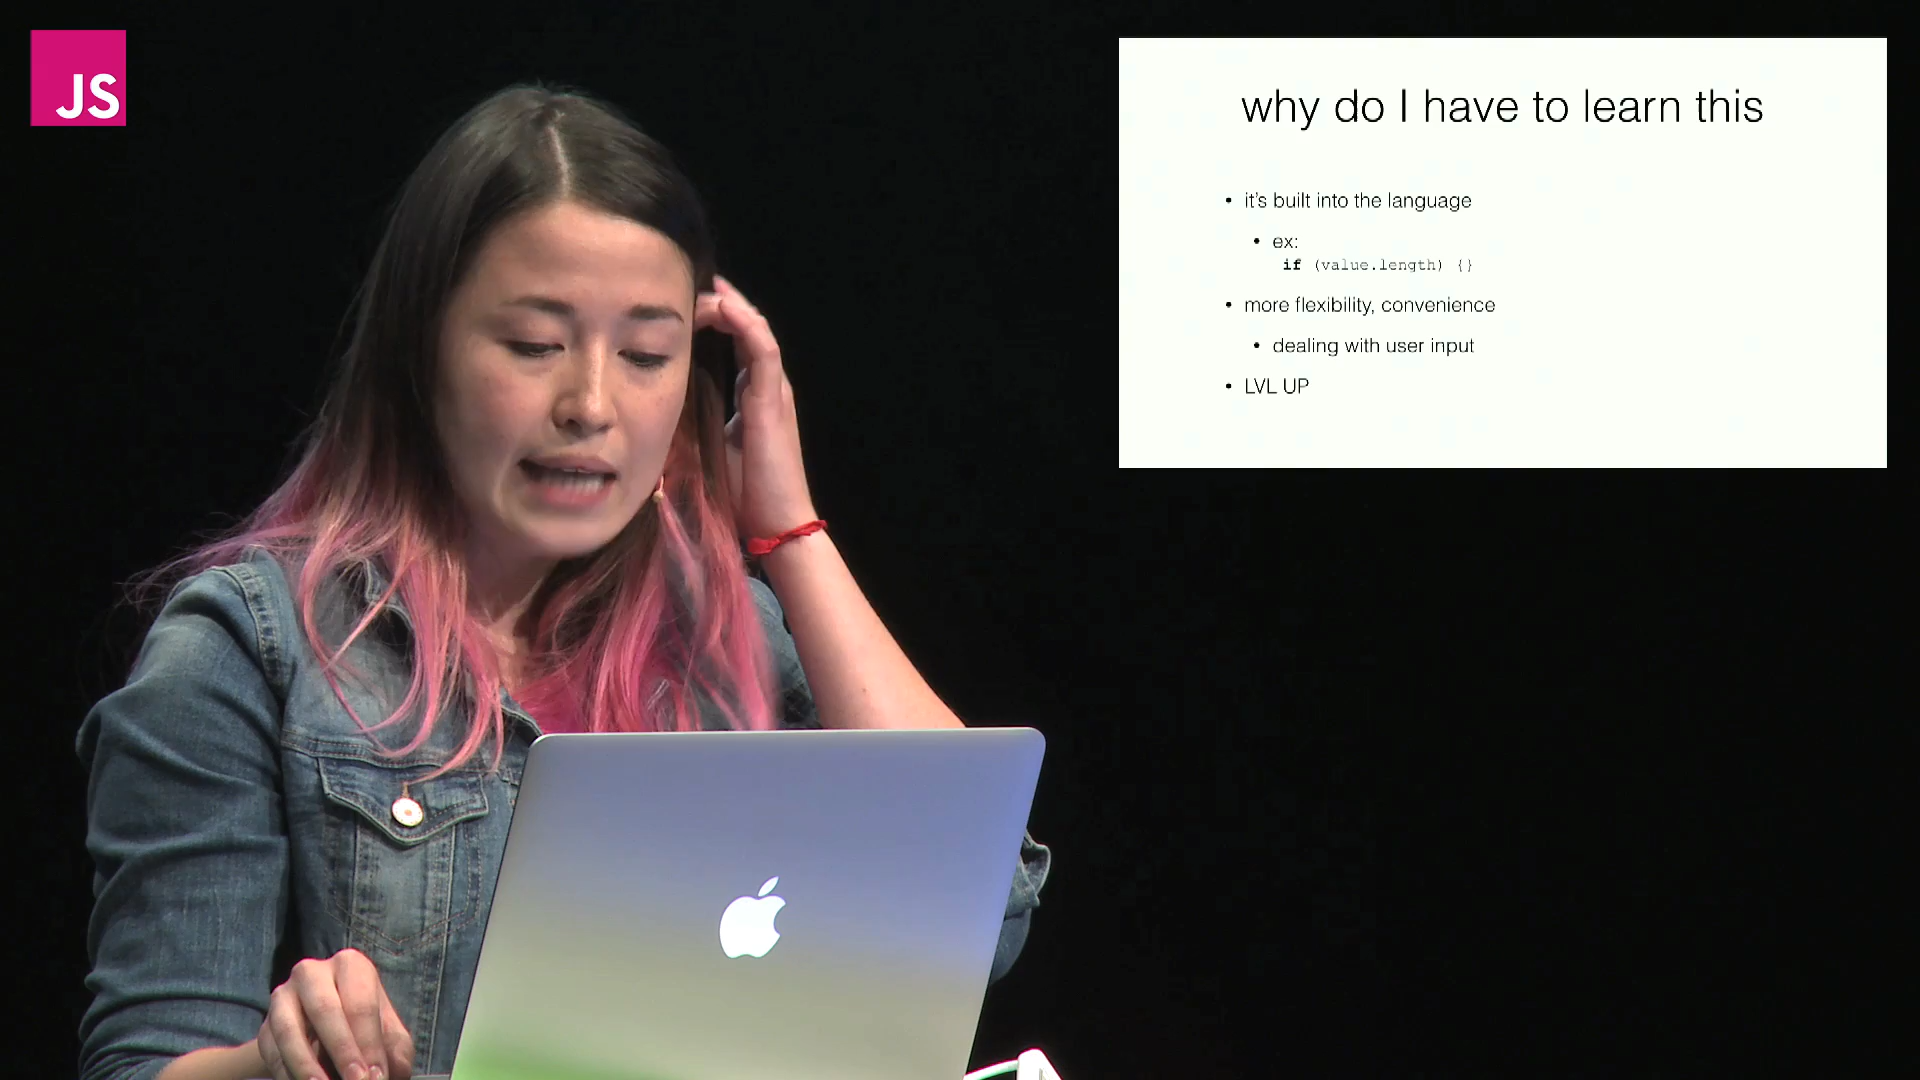 JS
why do I have to learn this
• it's built into the language
• ex:
if (value.length) {}
• more flexibility, convenience
• dealing with user input
• LVL UP